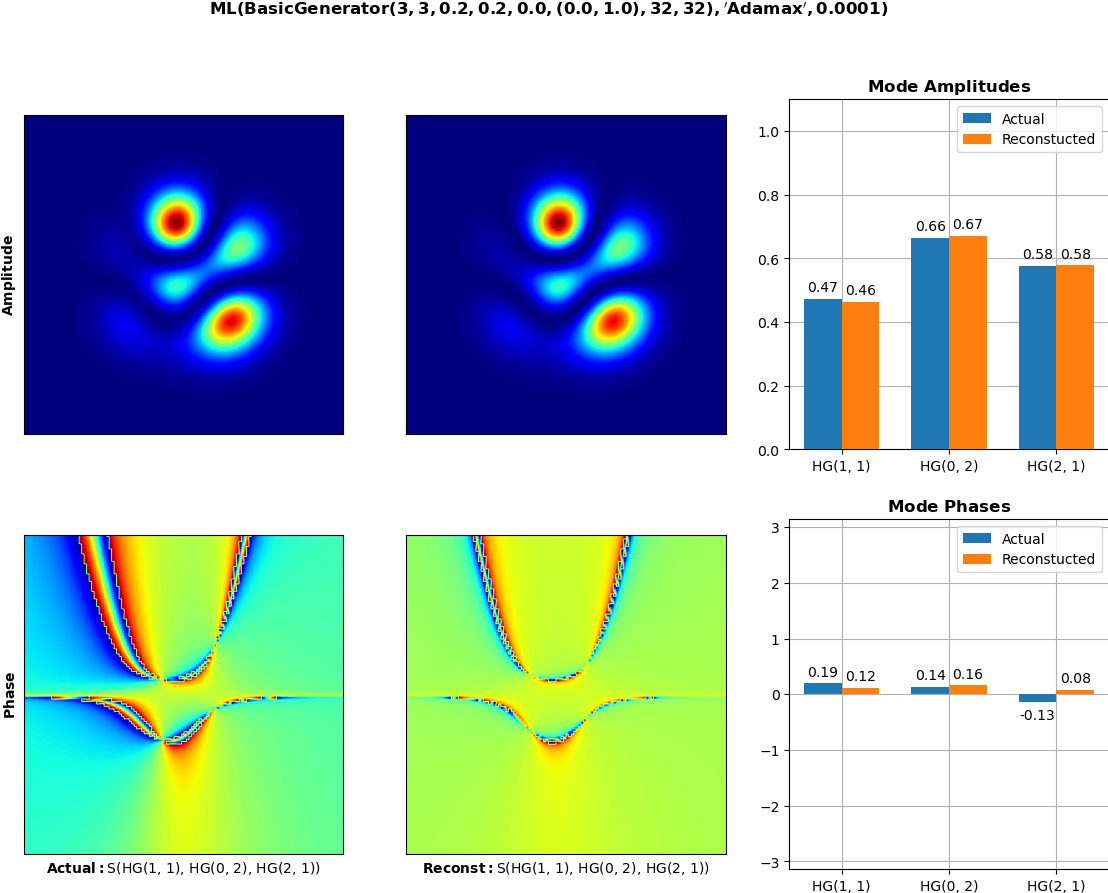 ML(BasicGenerator(3, 3, 0.2, 0.2, 0.0, (0.0, 1.0), 32, 32), ′Adamax′, 0.0001)
Amplitude
Mode Amplitudes
Actual
Reconstucted
1.0
0.8
0.6
0.4
0.2
0.0
0.47
0.46
0.66
0.67
0.58
0.58
HG(1, 1)
HG(0, 2)
HG(2, 1)
Phase
Actual: S(HG(1, 1), HG(0, 2), HG(2, 1))
Reconst: S(HG(1, 1), HG(0, 2), HG(2, 1))
Mode Phases
Actual
Reconstucted
3
2
1
0
−1
−2
−3
0.19
0.12
0.14
0.16
-0.13
0.08
HG(1, 1)
HG(0, 2)
HG(2, 1)